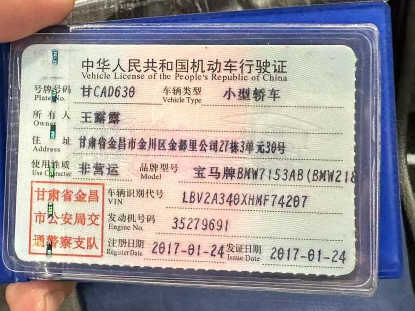 中华人民共和国机动车行驶证
Vehicle License of the People's Republic of China
号牌号码 甘CAD630 车辆类型 小型轿车
Plate No. Vehicle Type
所有人 王露露
Owner
住址 甘肃省金昌市金川区金都里公司27栋3单元30号
Address
使用性质 非营运 品牌型号 宝马牌BMW7153AB(BMW218
Use Character Model
甘肃省金昌
市公安局交
通警察支队
车辆识别代号 LBV2A340XHMF74207
VIN
发动机号码 35279691
Engine No.
注册日期 2017-01-24 发证日期 2017-01-24
Register Date Issue Date